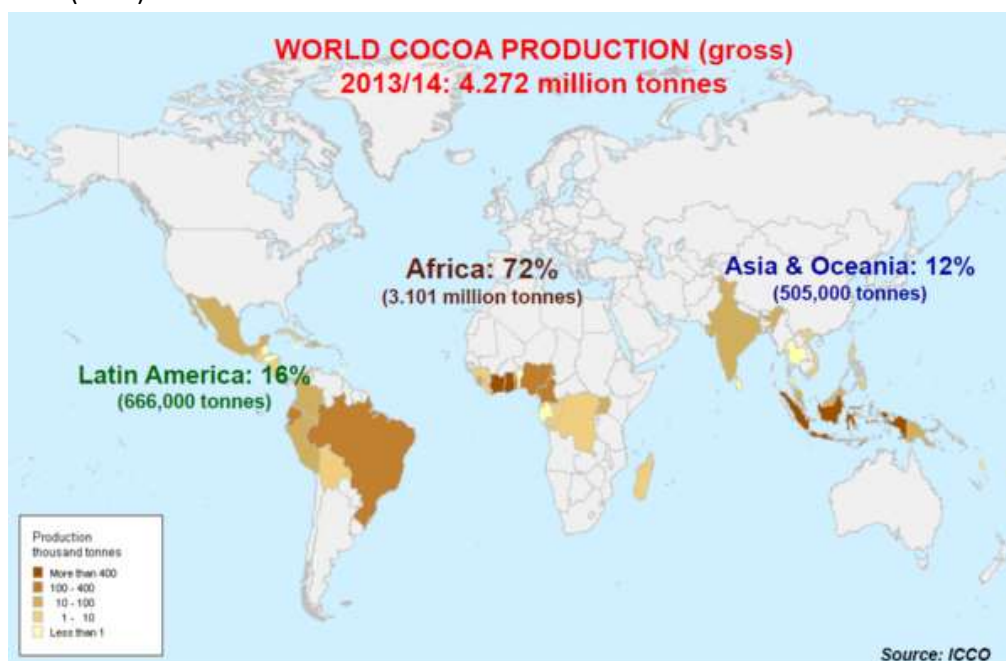 WORLD COCOA PRODUCTION (gross)
2013/14: 4.272 million tonnes
Africa: 72%
(3.101 million tonnes)
Asia & Oceania: 12%
(505,000 tonnes)
Latin America: 16%
(666,000 tonnes)
Production
thousand tonnes
More than 400
100 - 400
10 - 100
1 - 10
Less than 1
Source: ICCO